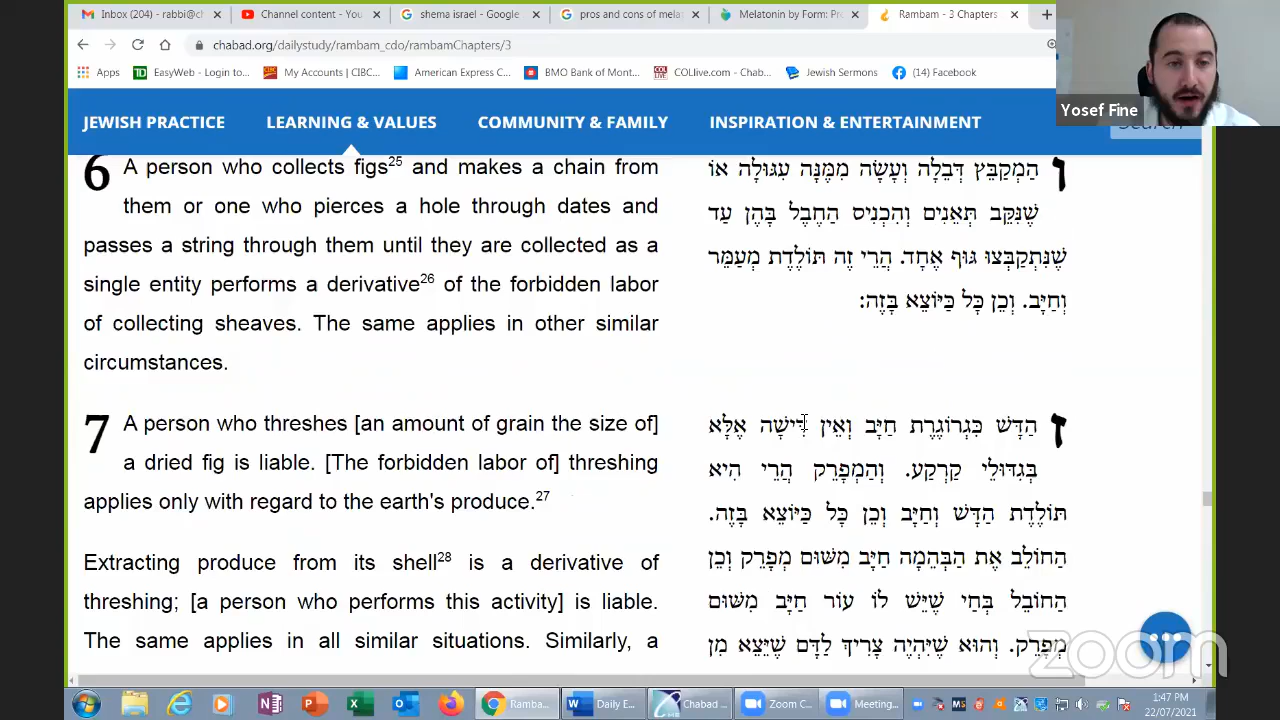 Inbox (204) - rabbi@ch
Channel content - You
shema israel - Google
pros and cons of mela
Melatonin by Form: Pr
Rambam - 3 Chapters
chabad.org/dailystudy/rambam_cdo/rambamChapters/3
Apps
EasyWeb - Login to...
My Accounts | CIBC...
American Express C...
BMO Bank of Mont...
COLlive.com - Chab...
Jewish Sermons
(14) Facebook
Yosef Fine
JEWISH PRACTICE
LEARNING & VALUES
COMMUNITY & FAMILY
INSPIRATION & ENTERTAINMENT
Search
6 A person who collects figs25 and makes a chain from
them or one who pierces a hole through dates and
passes a string through them until they are collected as a
single entity performs a derivative26 of the forbidden labor
of collecting sheaves. The same applies in other similar
circumstances.
ו הַמְקַבֵּץ דְּבֵלָה וְעָשָׂה מִמֶּנָּה עִגּוּלָה אוֹ
שֶׁנִּקֵּב תְּאֵנִים וְהִכְנִיס הַחֶבֶל בָּהֶן עַד
שֶׁנִּתְקַבְּצוּ גּוּף אֶחָד. הֲרֵי זֶה תּוֹלֶדֶת מְעַמֵּר
וְחַיָּב. וְכֵן כָּל כַּיּוֹצֵא בָּזֶה:
7 A person who threshes [an amount of grain the size of]
a dried fig is liable. [The forbidden labor of] threshing
applies only with regard to the earth's produce.27
Extracting produce from its shell28 is a derivative of
threshing; [a person who performs this activity] is liable.
The same applies in all similar situations. Similarly, a
ז הַדָּשׁ כִּגְרוֹגֶרֶת חַיָּב וְאֵין דִּישָׁה אֶלָּא
בְּגִדּוּלֵי קַרְקַע. וְהַמְפָרֵק הֲרֵי הִיא
תּוֹלֶדֶת הַדָּשׁ וְחַיָּב וְכֵן כָּל כַּיּוֹצֵא בָּזֶה.
הַחוֹלֵב אֶת הַבְּהֵמָה חַיָּב מִשּׁוּם מְפָרֵק וְכֵן
הַחוֹבֵל בְּחַי שֶׁיֵּשׁ לוֹ עוֹר חַיָּב מִשּׁוּם
מְפָרֵק. וְהוּא שֶׁיִּהְיֶה צָרִיךְ לַדָּם שֶׁיֵּצֵא מִן
zoom
Ramba...
Daily E...
Chabad ...
Zoom C...
Meeting...
1:47 PM
22/07/2021